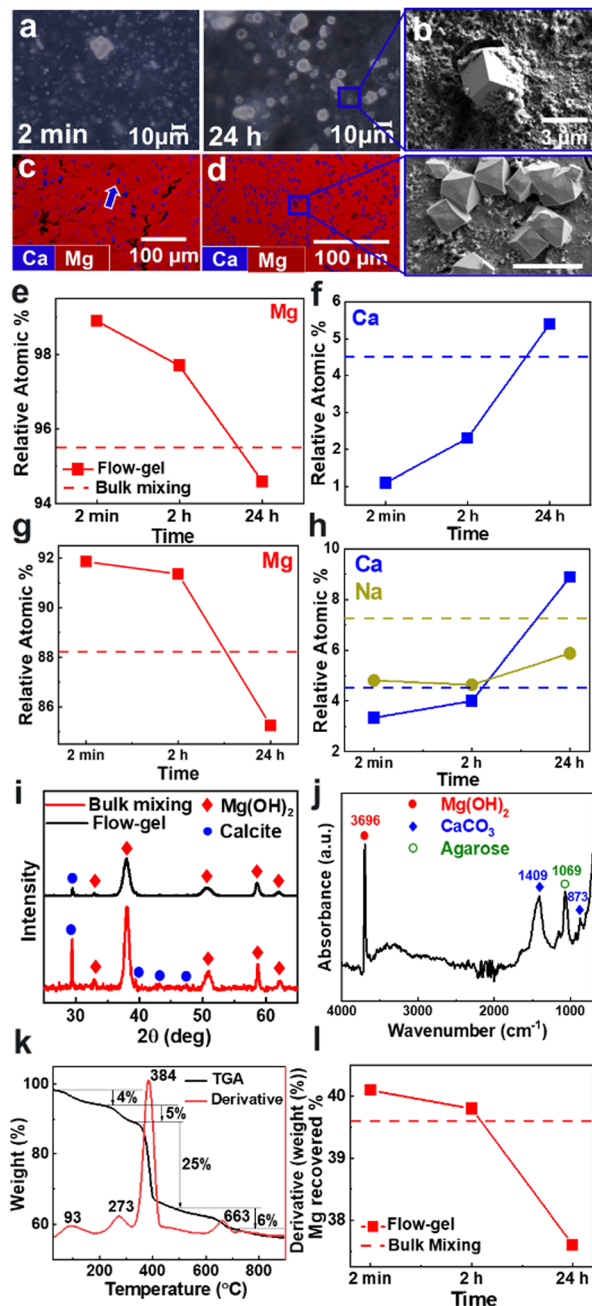 a
2 min
10µm
24 h
10µm
b
3 µm
c
Ca
Mg
100 µm
d
Ca
Mg
100 µm
e
Mg
Relative Atomic %
98
96
94
Flow-gel
Bulk mixing
2 min
2 h
24 h
Time
f
Ca
Relative Atomic %
6
5
4
3
2
1
2 min
2 h
24 h
Time
g
Mg
Relative Atomic %
92
90
88
86
2 min
2 h
24 h
Time
h
Ca
Na
Relative Atomic %
10
8
6
4
2
2 min
2 h
24 h
Time
i
Bulk mixing
Flow-gel
Mg(OH)2
Calcite
Intensity
30
40
50
60
2θ (deg)
j
Mg(OH)2
CaCO3
Agarose
3696
1409
1069
873
Absorbance (a.u.)
4000
3000
2000
1000
Wavenumber (cm-1)
k
384
TGA
Derivative
4%
5%
25%
6%
93
273
663
Weight (%)
100
90
80
70
60
0
200
400
600
800
Temperature (°C)
Derivative (weight (%))
l
Mg recovered %
40
39
38
Flow-gel
Bulk Mixing
2 min
2 h
24 h
Time